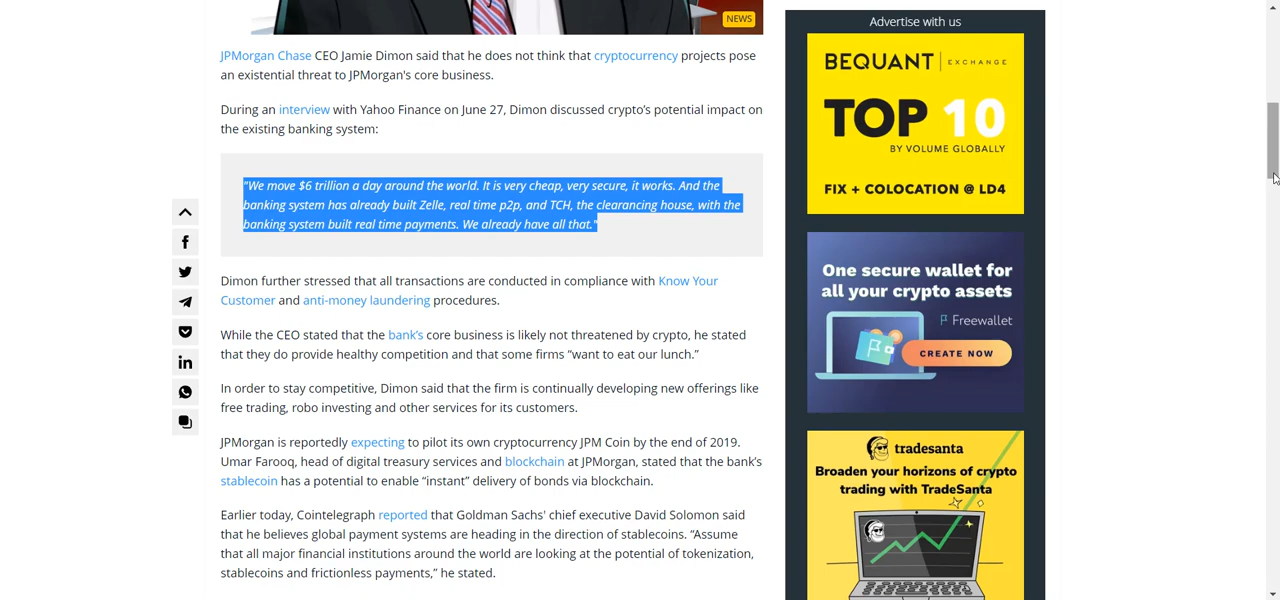 NEWS
JPMorgan Chase CEO Jamie Dimon said that he does not think that cryptocurrency projects pose
an existential threat to JPMorgan's core business.
During an interview with Yahoo Finance on June 27, Dimon discussed crypto's potential impact on
the existing banking system:
"We move $6 trillion a day around the world. It is very cheap, very secure, it works. And the
banking system has already built Zelle, real time p2p, and TCH, the clearancing house, with the
banking system built real time payments. We already have all that."
Dimon further stressed that all transactions are conducted in compliance with Know Your
Customer and anti-money laundering procedures.
While the CEO stated that the bank's core business is likely not threatened by crypto, he stated
that they do provide healthy competition and that some firms “want to eat our lunch.”
In order to stay competitive, Dimon said that the firm is continually developing new offerings like
free trading, robo investing and other services for its customers.
JPMorgan is reportedly expecting to pilot its own cryptocurrency JPM Coin by the end of 2019.
Umar Farooq, head of digital treasury services and blockchain at JPMorgan, stated that the bank's
stablecoin has a potential to enable “instant” delivery of bonds via blockchain.
Earlier today, Cointelegraph reported that Goldman Sachs' chief executive David Solomon said
that he believes global payment systems are heading in the direction of stablecoins. “Assume
that all major financial institutions around the world are looking at the potential of tokenization,
stablecoins and frictionless payments,” he stated.
Advertise with us
BEQUANT | EXCHANGE
TOP 10
BY VOLUME GLOBALLY
FIX + COLOCATION @ LD4
One secure wallet for
all your crypto assets
Freewallet
CREATE NOW
tradesanta
Broaden your horizons of crypto
trading with TradeSanta